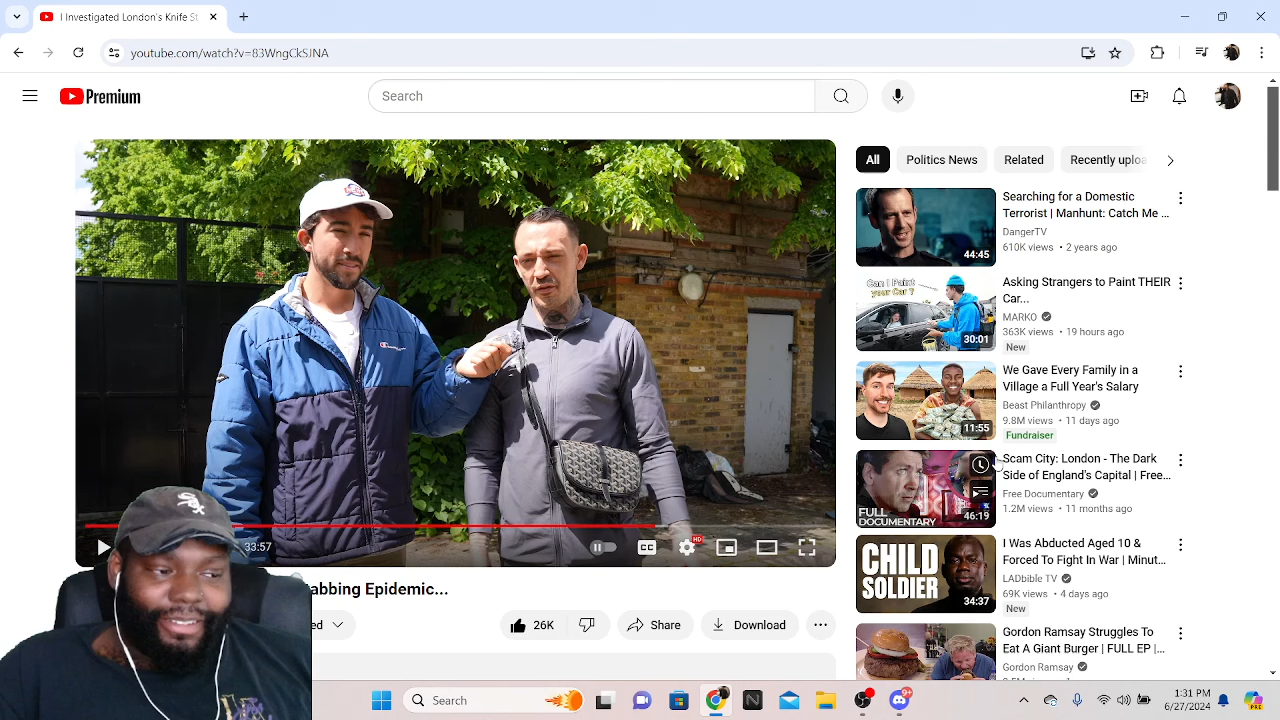 I Investigated London's Knife St
youtube.com/watch?v=83WngCkSJNA
Premium
Search
All
Politics News
Related
Recently uploa
Champion
33:57
CC
HD
abbing Epidemic...
ed
26K
Share
Download
44:45
Searching for a Domestic
Terrorist | Manhunt: Catch Me ...
DangerTV
610K views • 2 years ago
Can I Paint
your Car ?
30:01
Asking Strangers to Paint THEIR
Car...
MARKO
363K views • 19 hours ago
New
11:55
We Gave Every Family in a
Village a Full Year's Salary
Beast Philanthropy
9.8M views • 11 days ago
Fundraiser
FULL
DOCUMENTARY
46:19
Scam City: London - The Dark
Side of England's Capital | Free...
Free Documentary
1.2M views • 11 months ago
CHILD
SOLDIER
34:37
I Was Abducted Aged 10 &
Forced To Fight In War | Minut...
LADbible TV
69K views • 4 days ago
New
Gordon Ramsay Struggles To
Eat A Giant Burger | FULL EP |...
Gordon Ramsay
Search
9+
1:31 PM
6/27/2024
PRE